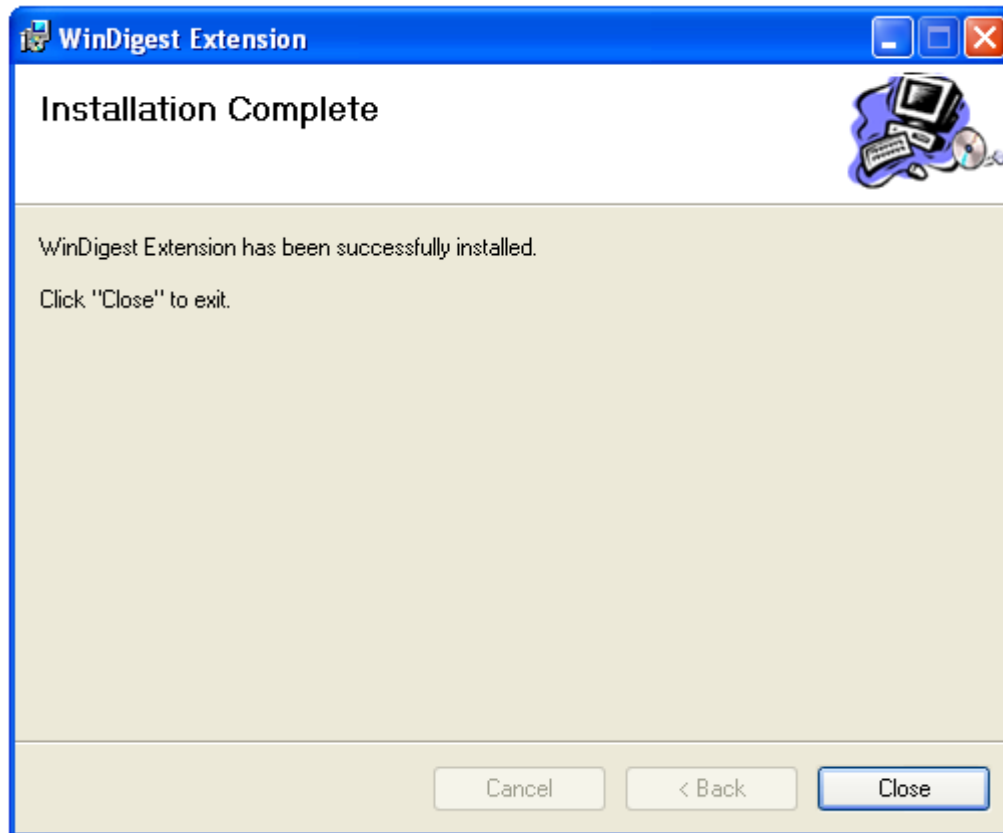 WinDigest Extension
Installation Complete
WinDigest Extension has been successfully installed.
Click "Close" to exit.
Cancel
< Back
Close